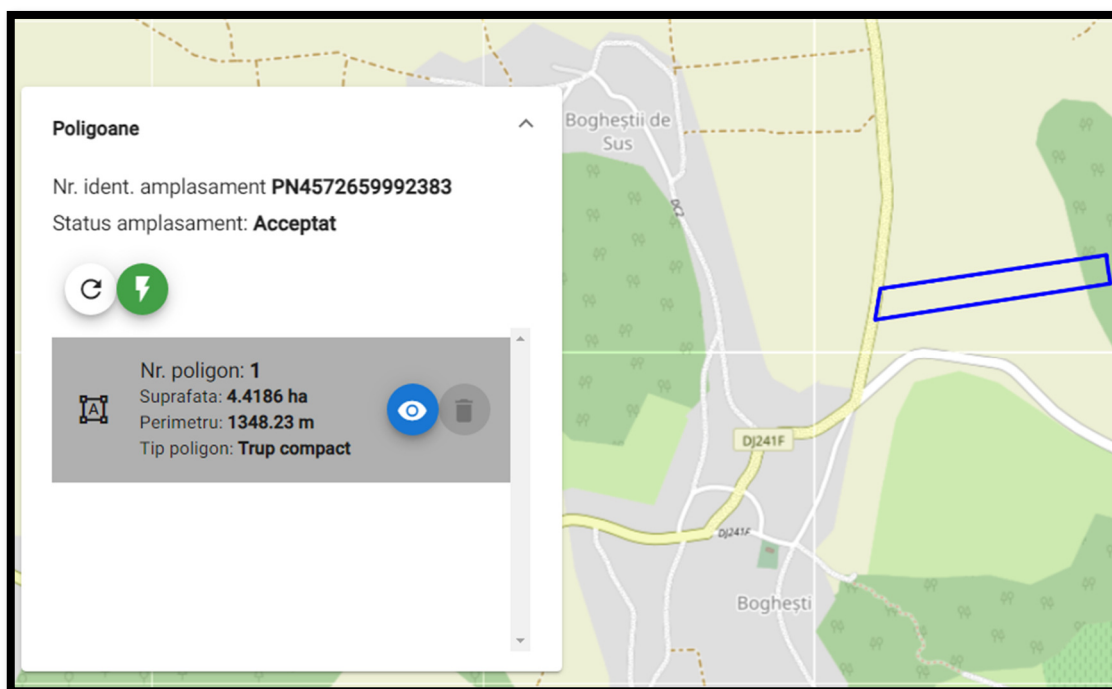 Poligoane
Nr. ident. amplasament PN4572659992383
Status amplasament: Acceptat
Nr. poligon: 1
Suprafata: 4.4186 ha
Perimetru: 1348.23 m
Tip poligon: Trup compact
A
Bogheștii de
Sus
DC2
DJ241F
DJ241F
Boghești